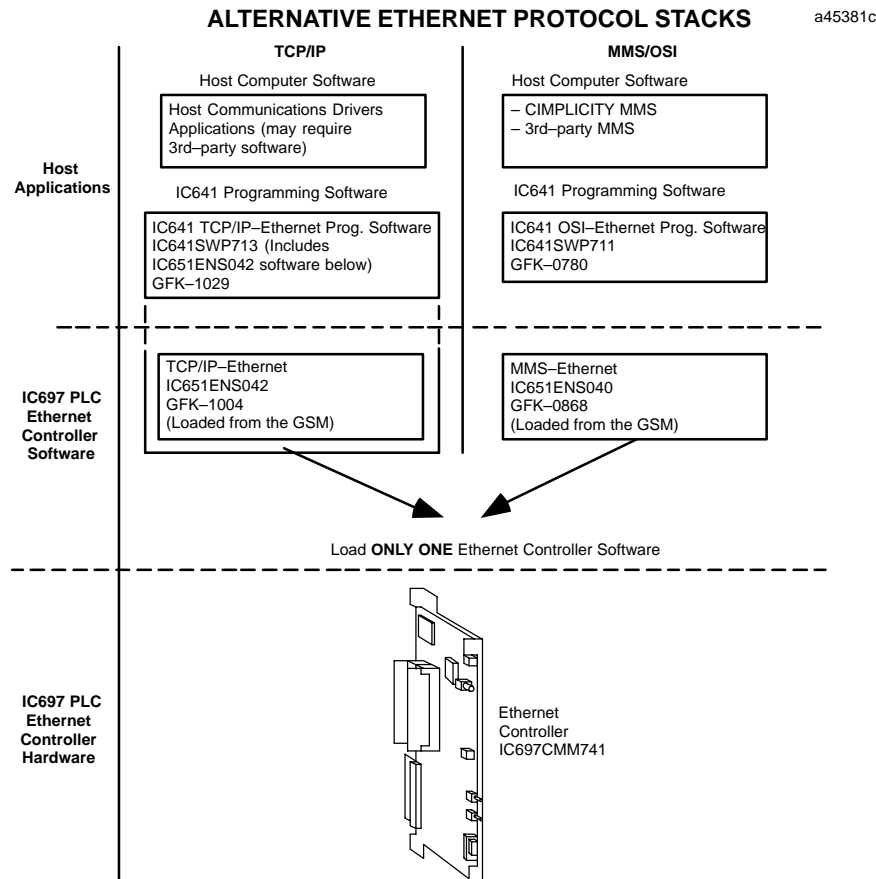 ALTERNATIVE ETHERNET PROTOCOL STACKS
a45381c
TCP/IP
MMS/OSI
Host Computer Software
Host Computer Software
Host Communications Drivers
Applications (may require
3rd–party software)
– CIMPLICITY MMS
– 3rd–party MMS
Host
Applications
IC641 Programming Software
IC641 Programming Software
IC641 TCP/IP–Ethernet Prog. Software
IC641SWP713 (Includes
IC651ENS042 software below)
GFK–1029
IC641 OSI–Ethernet Prog. Software
IC641SWP711
GFK–0780
IC697 PLC
Ethernet
Controller
Software
TCP/IP–Ethernet
IC651ENS042
GFK–1004
(Loaded from the GSM)
MMS–Ethernet
IC651ENS040
GFK–0868
(Loaded from the GSM)
Load ONLY ONE Ethernet Controller Software
IC697 PLC
Ethernet
Controller
Hardware
Ethernet
Controller
IC697CMM741